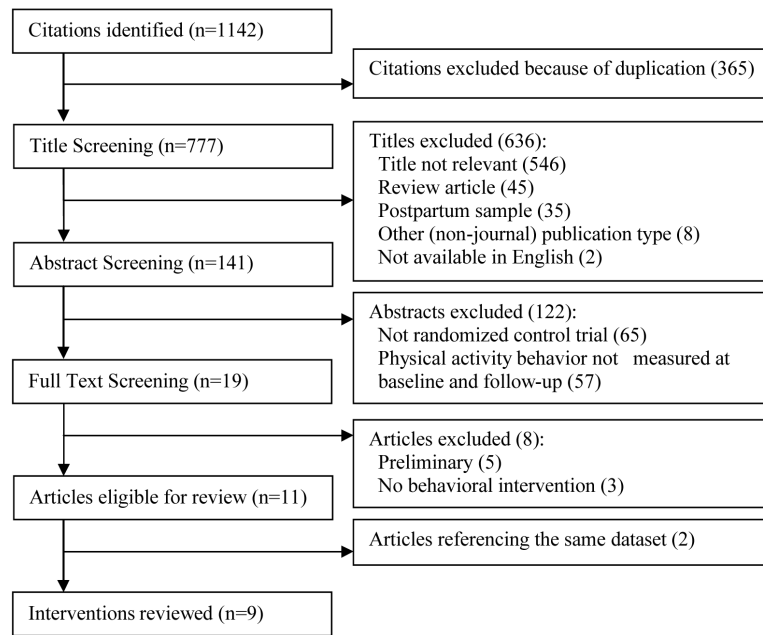 Citations identified (n=1142)
Citations excluded because of duplication (365)
Title Screening (n=777)
Titles excluded (636):
Title not relevant (546)
Review article (45)
Postpartum sample (35)
Other (non-journal) publication type (8)
Not available in English (2)
Abstract Screening (n=141)
Abstracts excluded (122):
Not randomized control trial (65)
Physical activity behavior not measured at
baseline and follow-up (57)
Full Text Screening (n=19)
Articles excluded (8):
Preliminary (5)
No behavioral intervention (3)
Articles eligible for review (n=11)
Articles referencing the same dataset (2)
Interventions reviewed (n=9)